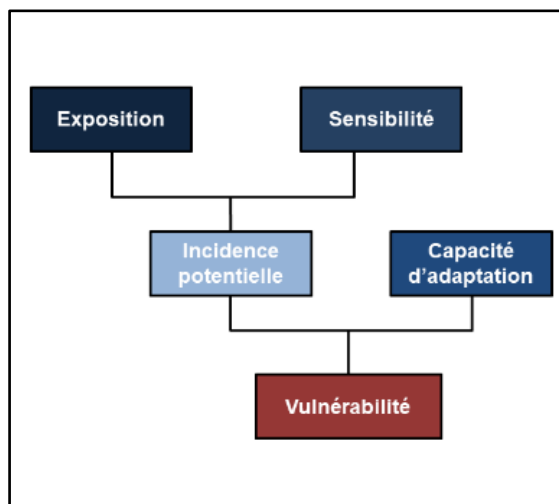 Exposition
Sensibilité
Incidence
potentielle
Capacité
d'adaptation
Vulnérabilité